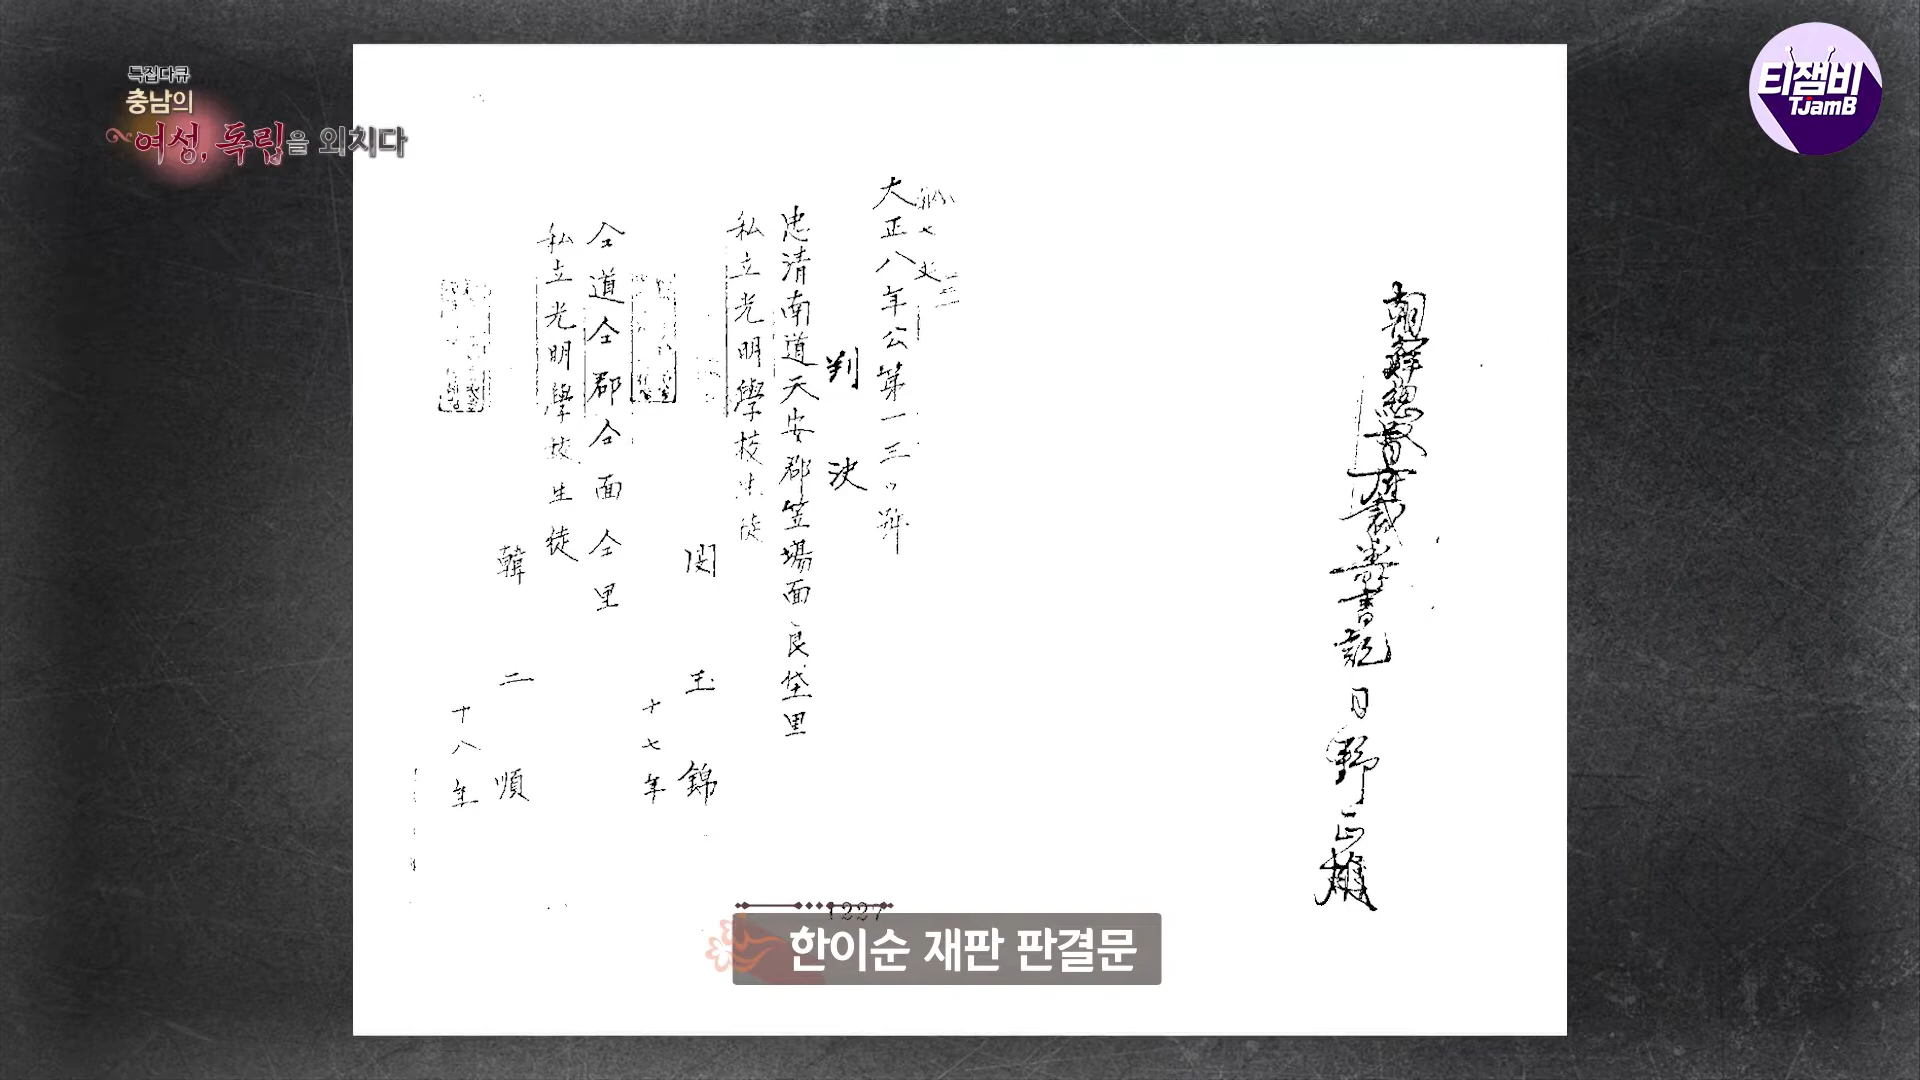 특집다큐
충남의
여성, 독립을 외치다
티잼비
TJamB
朝鮮總督府裁判所書記 日野正雄
大正八年公第一三〃號
判決
忠淸南道天安郡笠場面良垈里
私立光明學校生徒
閔玉錦
十七年
仝道仝郡仝面仝里
私立光明學校生徒
韓二順
十八年
1227
한이순 재판 판결문